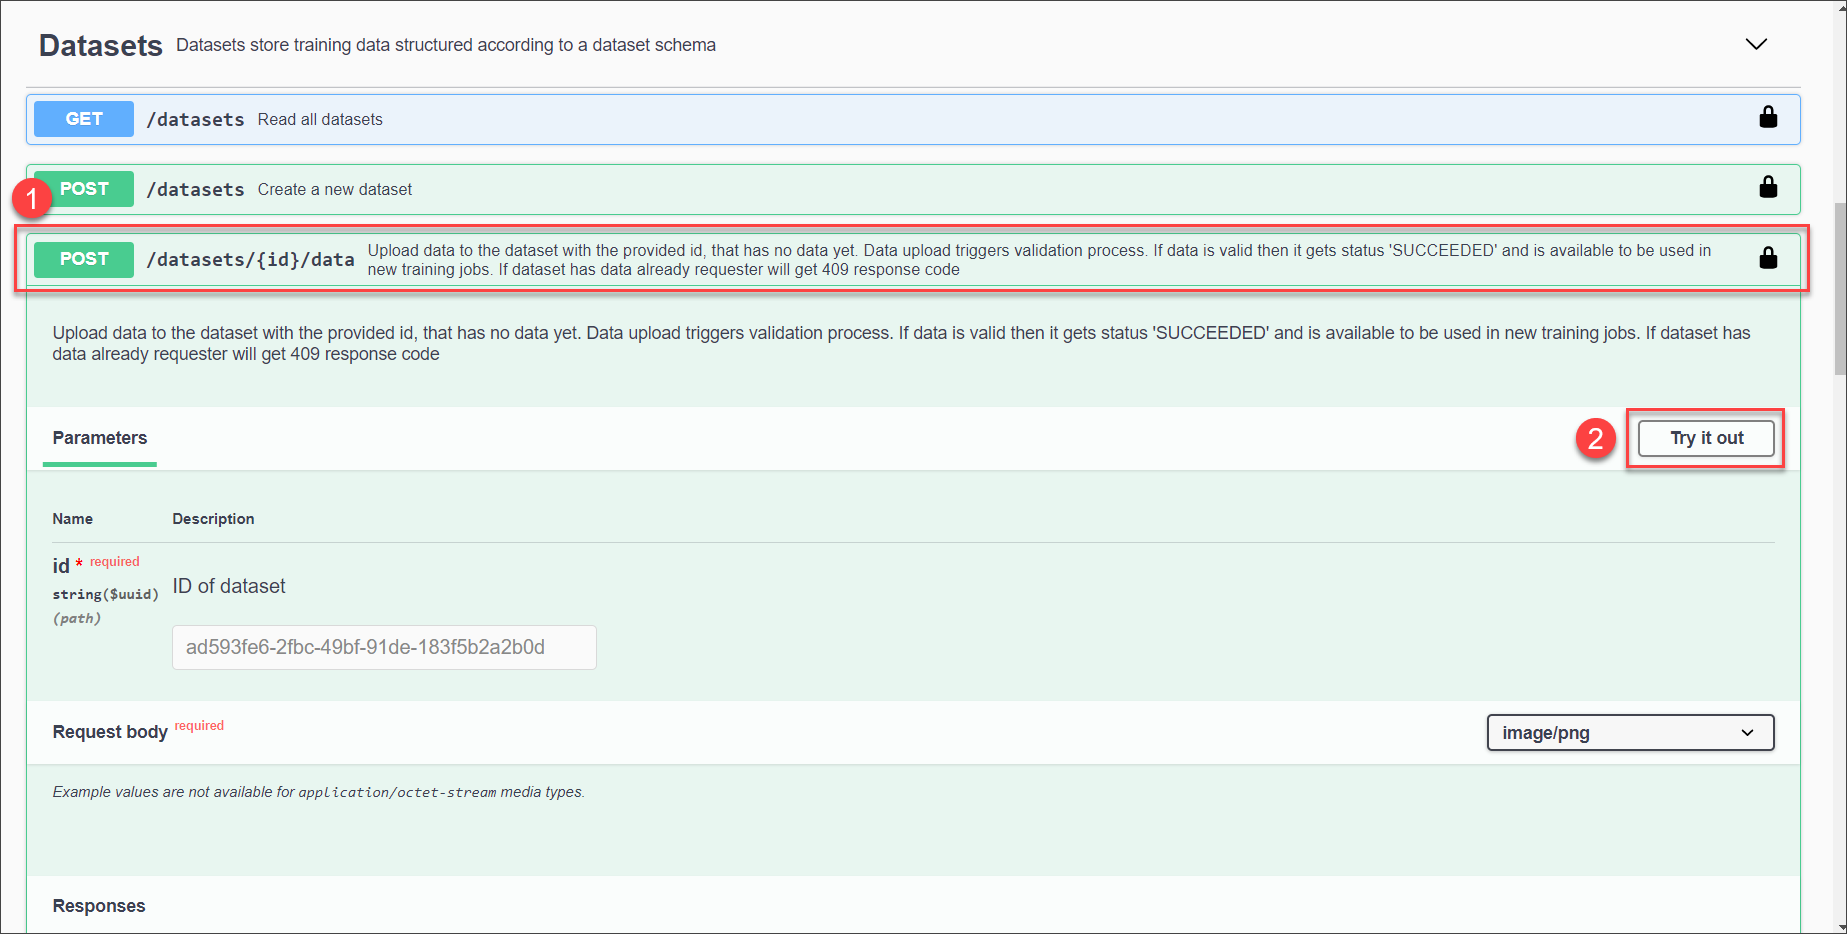 Datasets Datasets store training data structured according to a dataset schema
GET /datasets Read all datasets
POST /datasets Create a new dataset
1
POST /datasets/{id}/data Upload data to the dataset with the provided id, that has no data yet. Data upload triggers validation process. If data is valid then it gets status 'SUCCEEDED' and is available to be used in
new training jobs. If dataset has data already requester will get 409 response code
Upload data to the dataset with the provided id, that has no data yet. Data upload triggers validation process. If data is valid then it gets status 'SUCCEEDED' and is available to be used in new training jobs. If dataset has
data already requester will get 409 response code
Parameters
2 Try it out
Name Description
id * required
string($uuid)
(path)
ID of dataset
ad593fe6-2fbc-49bf-91de-183f5b2a2b0d
Request body required
image/png
Example values are not available for application/octet-stream media types.
Responses